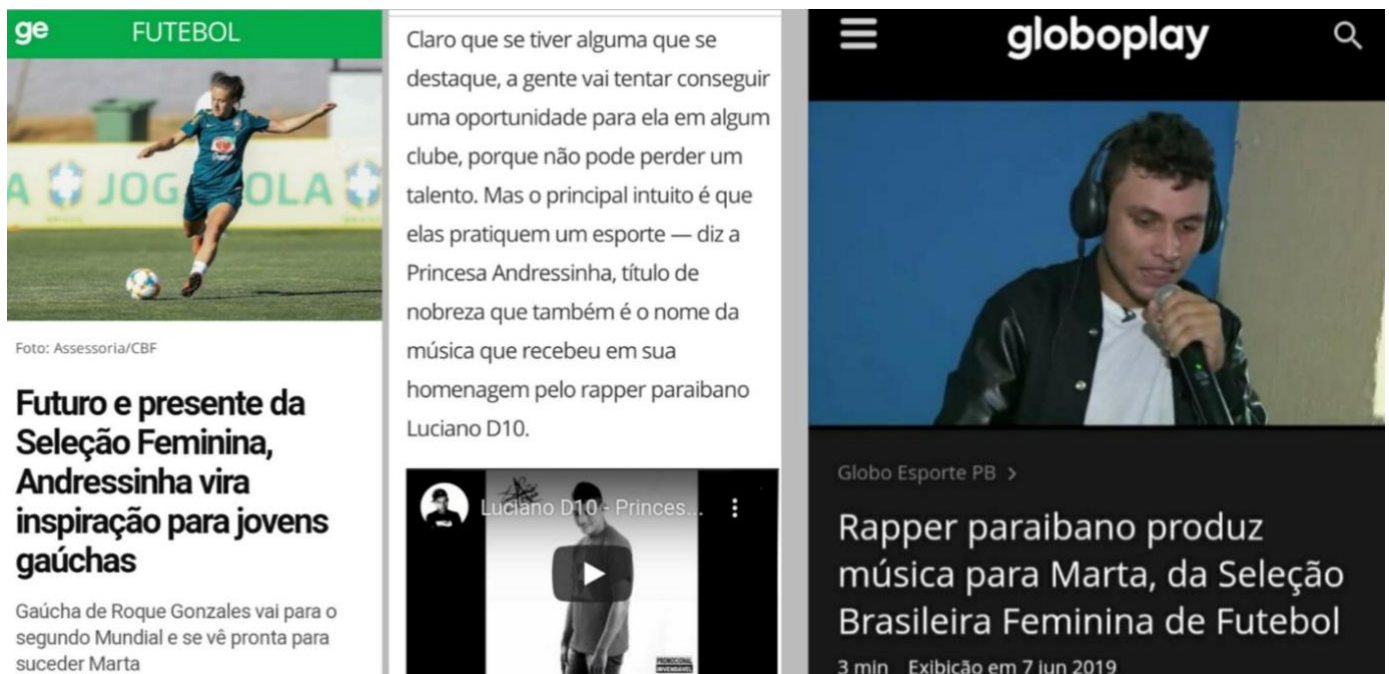 ge
FUTEBOL
JOG OLA
Foto: Assessoria/CBF
Futuro e presente da
Seleção Feminina,
Andressinha vira
inspiração para jovens
gaúchas
Gaúcha de Roque Gonzales vai para o
segundo Mundial e se vê pronta para
suceder Marta
Claro que se tiver alguma que se
destaque, a gente vai tentar conseguir
uma oportunidade para ela em algum
clube, porque não pode perder um
talento. Mas o principal intuito é que
elas pratiquem um esporte — diz a
Princesa Andressinha, título de
nobreza que também é o nome da
música que recebeu em sua
homenagem pelo rapper paraibano
Luciano D10.
Luciano D10 - Princes...
PROMOCIONAL
INVENDÁVEL
globoplay
Globo Esporte PB >
Rapper paraibano produz
música para Marta, da Seleção
Brasileira Feminina de Futebol
3 min Exibição em 7 jun 2019